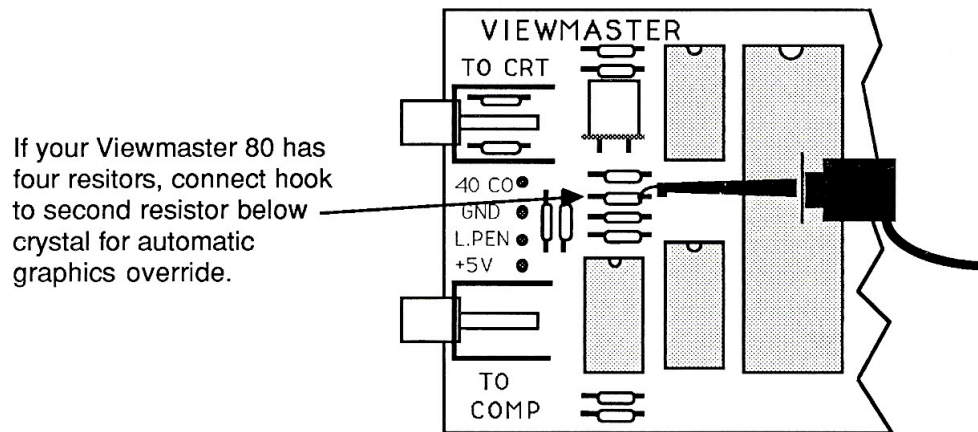 VIEWMASTER
TO CRT
If your Viewmaster 80 has
four resitors, connect hook
to second resistor below
crystal for automatic
graphics override.
40 CO
GND
L.PEN
+5V
TO
COMP